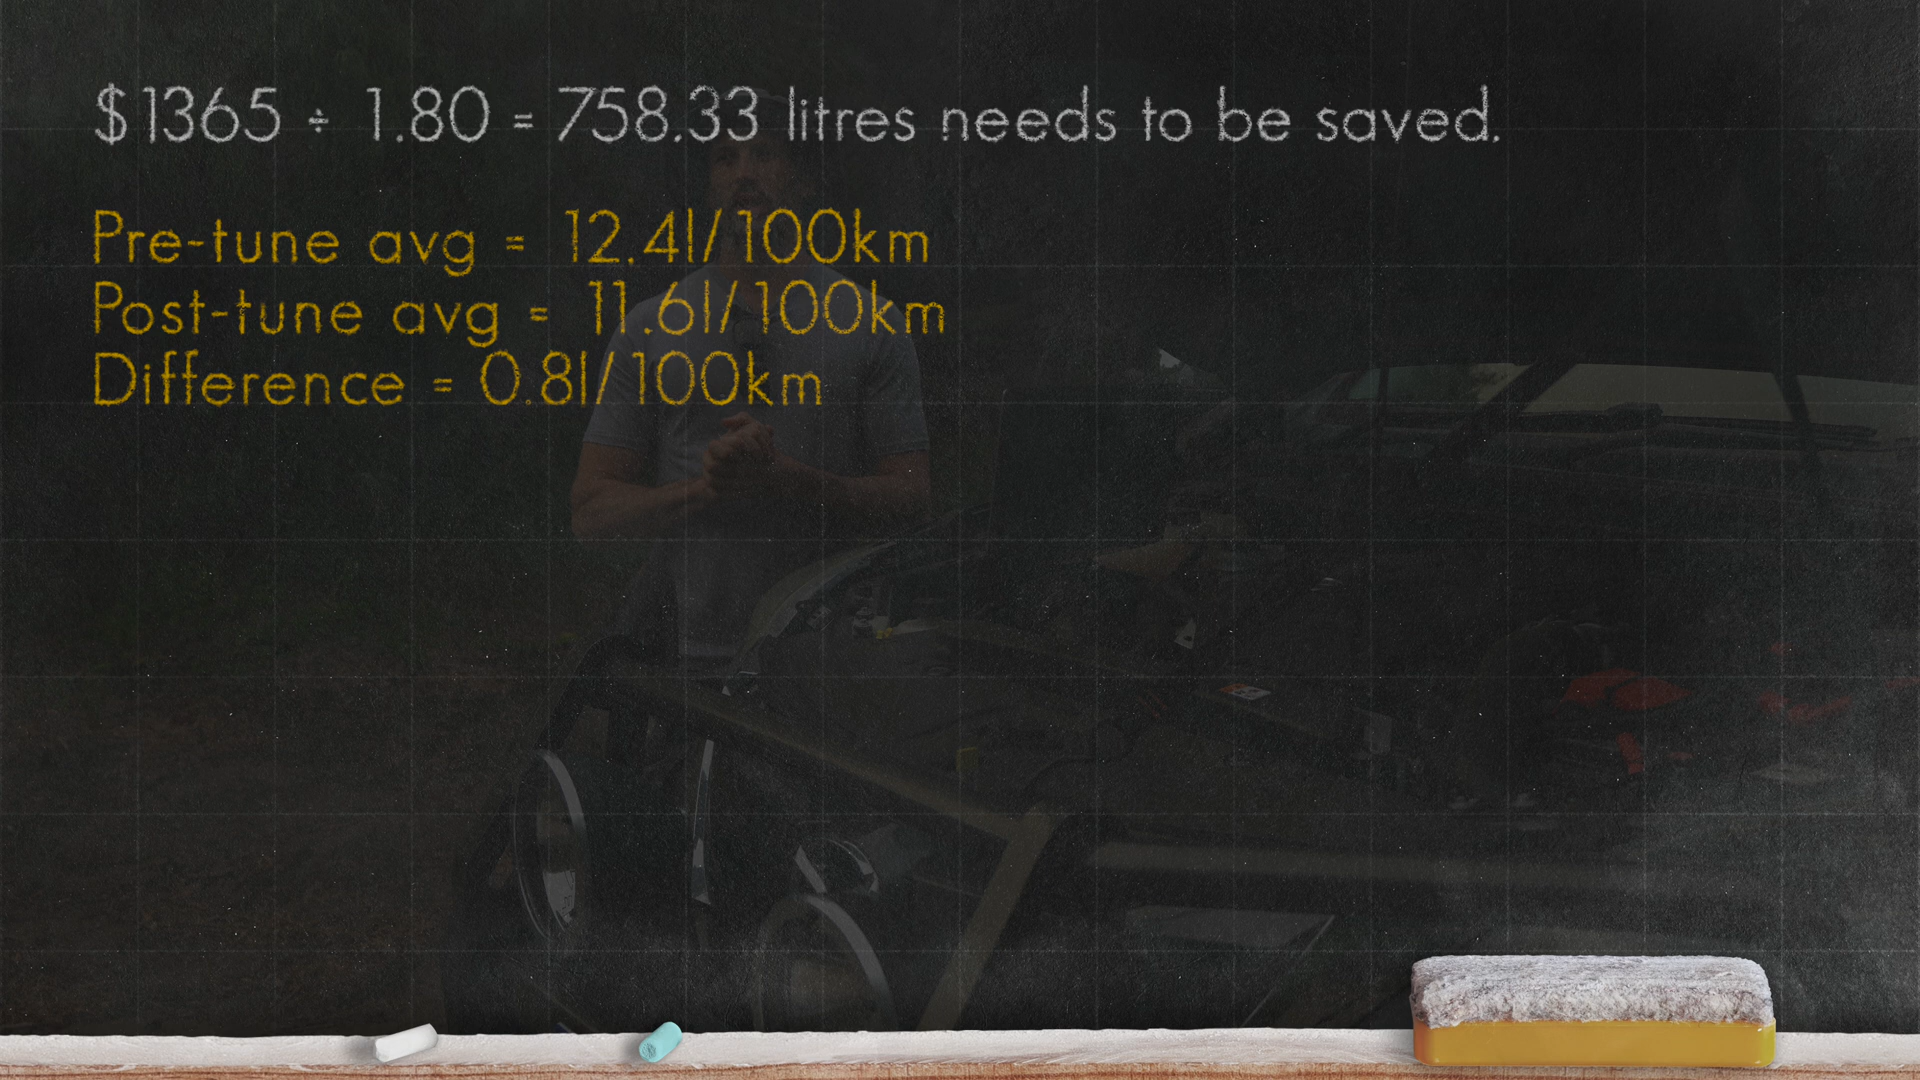 $1365 ÷ 1.80 = 758.33 litres needs to be saved.
Pre-tune avg = 12.4l/100km
Post-tune avg = 11.6l/100km
Difference = 0.8l/100km